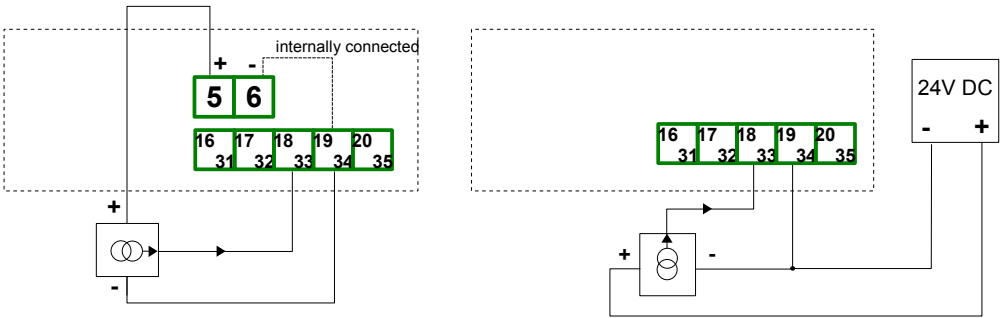 internally connected
+ -
5 6
16 17 18 19 20
31 32 33 34 35
+
-
24V DC
- +
16 17 18 19 20
31 32 33 34 35
+ -